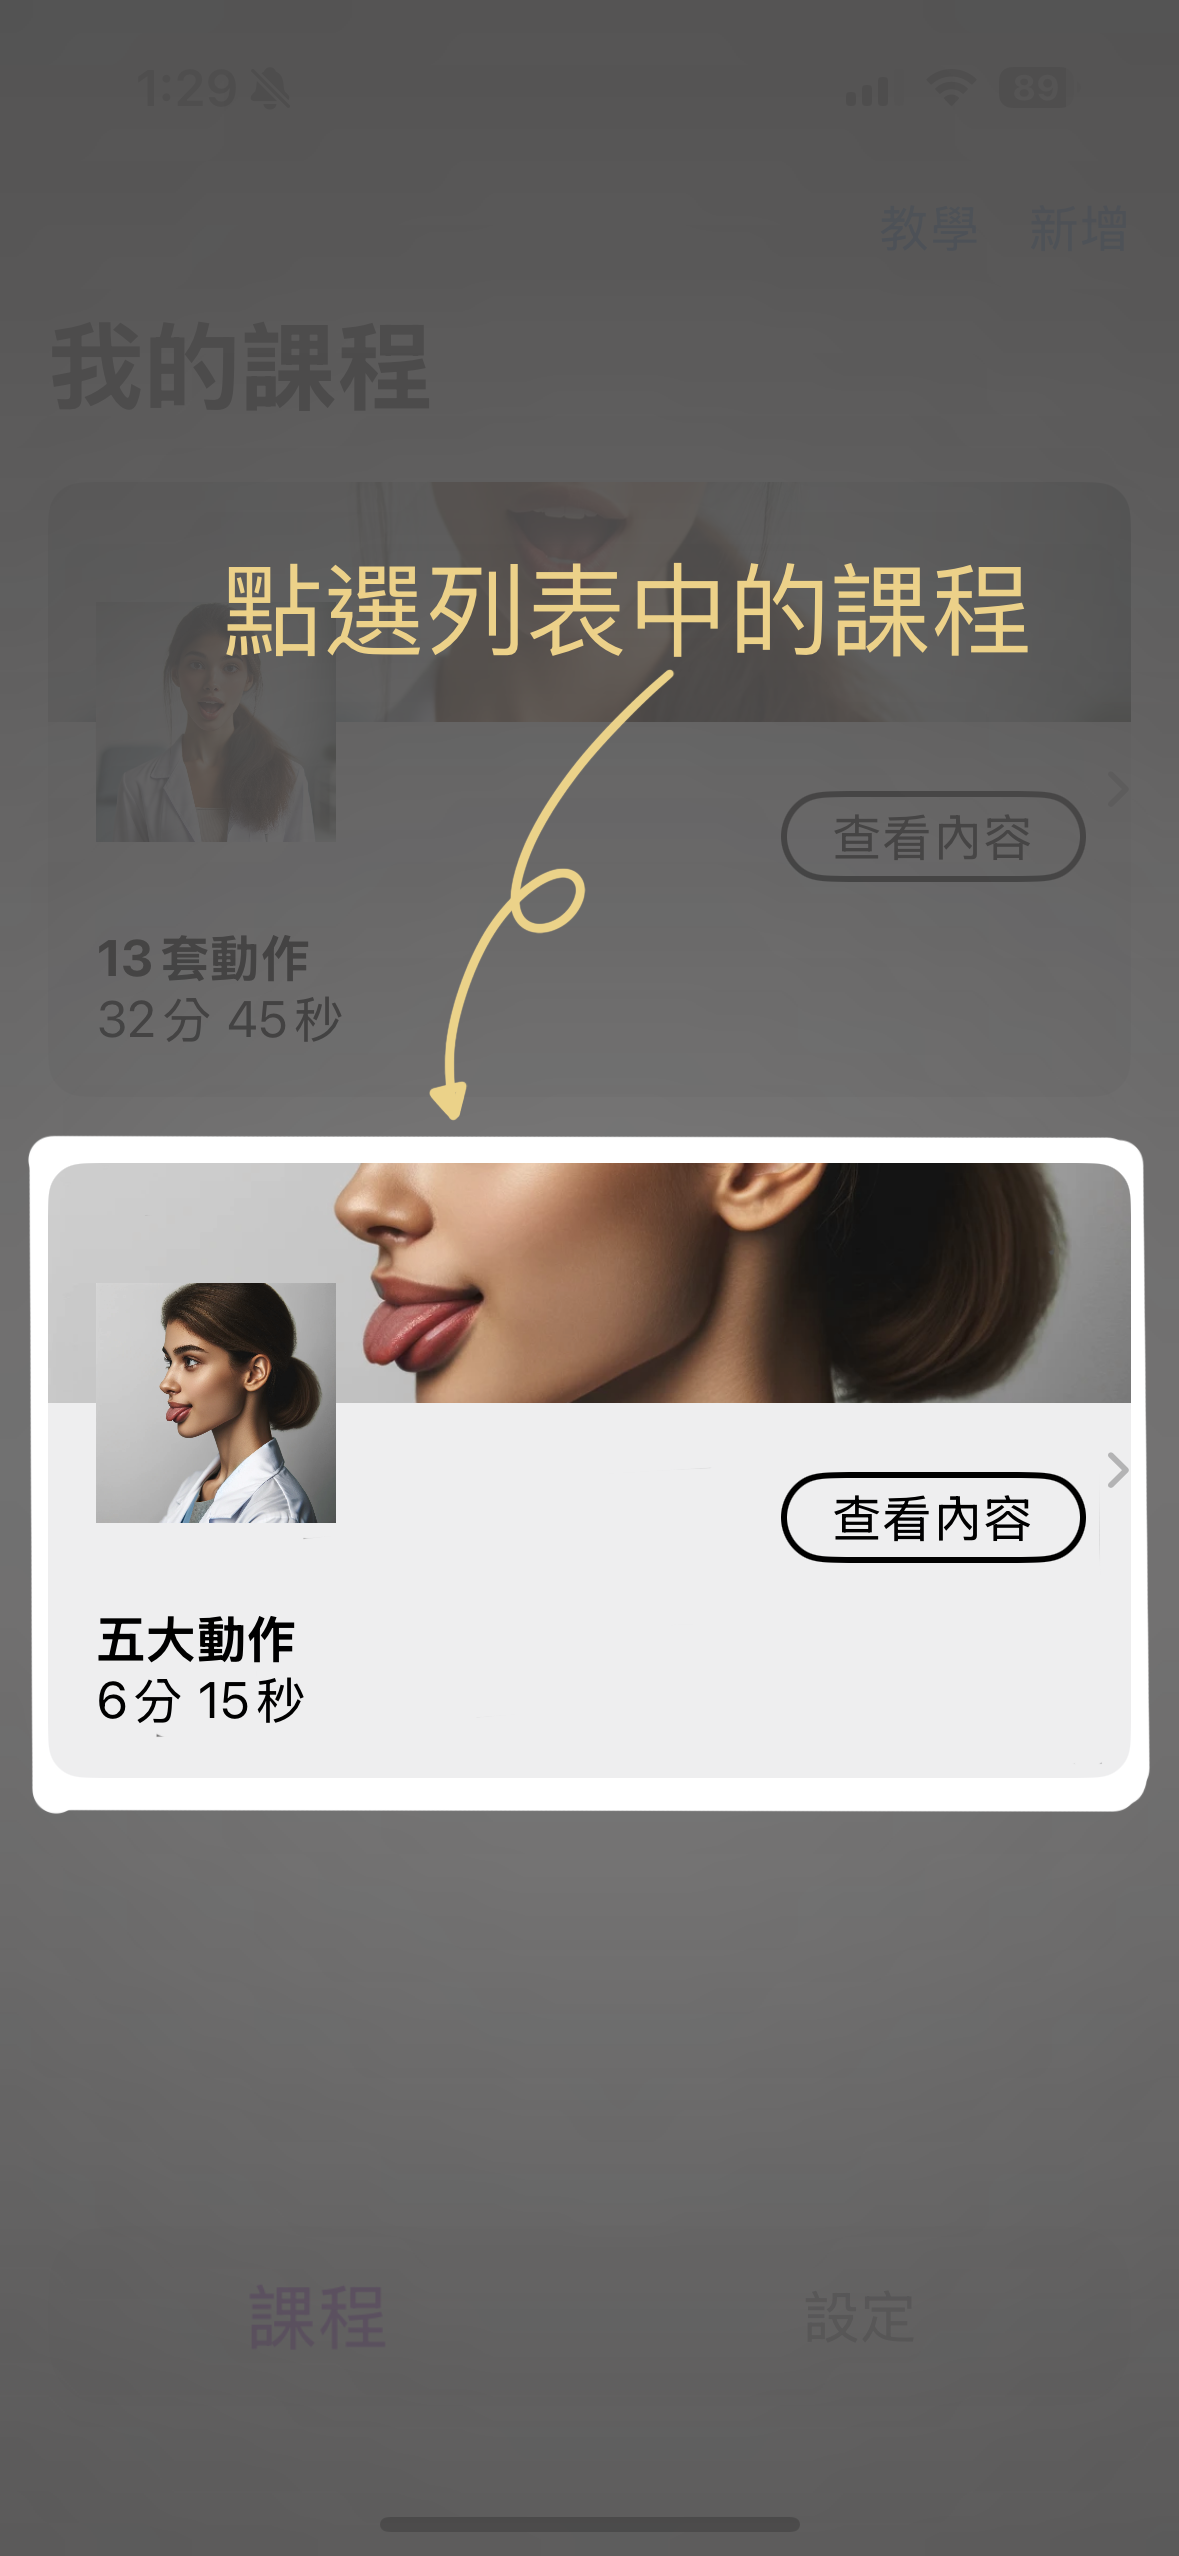 1:29
89
教學 新增
我的課程
點選列表中的課程
查看內容
13 套動作
32 分 45 秒
查看內容
五大動作
6 分 15 秒
課程 設定